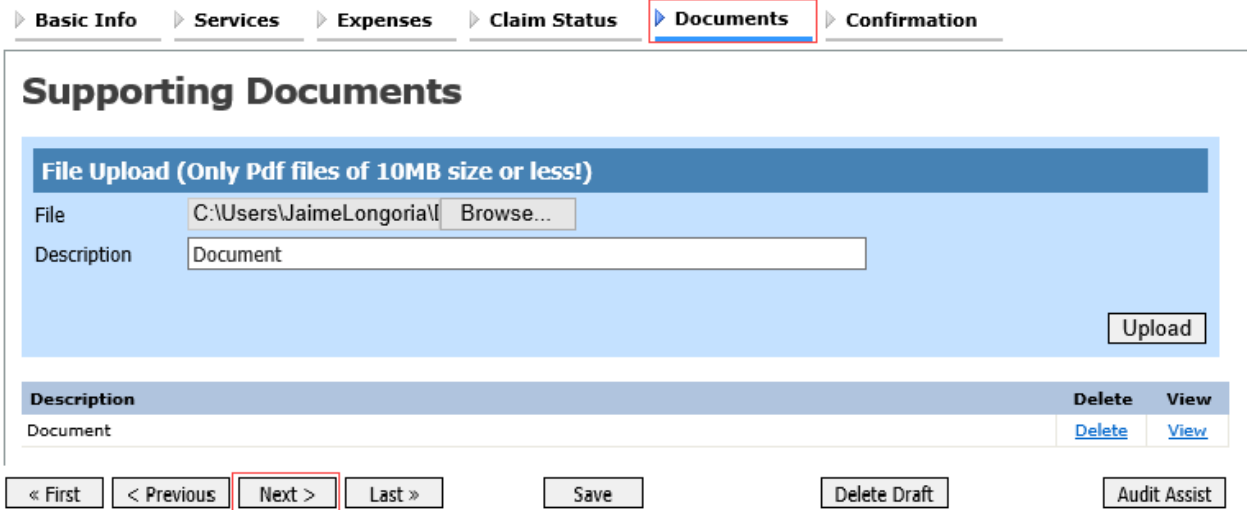 Basic Info Services Expenses Claim Status Documents Confirmation
Supporting Documents
File Upload (Only Pdf files of 10MB size or less!)
File C:\Users\JaimeLongoria\ Browse...
Description Document
Upload
Description Delete View
Document Delete View
« First < Previous Next > Last » Save Delete Draft Audit Assist